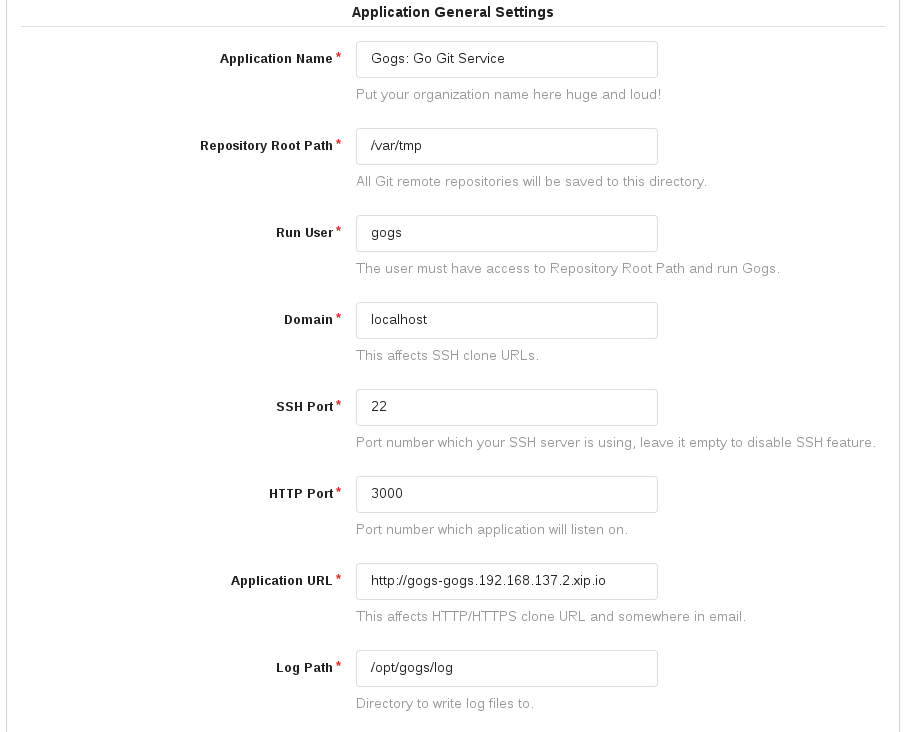 Application General Settings
Application Name *
Gogs: Go Git Service
Put your organization name here huge and loud!
Repository Root Path *
/var/tmp
All Git remote repositories will be saved to this directory.
Run User *
gogs
The user must have access to Repository Root Path and run Gogs.
Domain *
localhost
This affects SSH clone URLs.
SSH Port *
22
Port number which your SSH server is using, leave it empty to disable SSH feature.
HTTP Port *
3000
Port number which application will listen on.
Application URL *
http://gogs-gogs.192.168.137.2.xip.io
This affects HTTP/HTTPS clone URL and somewhere in email.
Log Path *
/opt/gogs/log
Directory to write log files to.